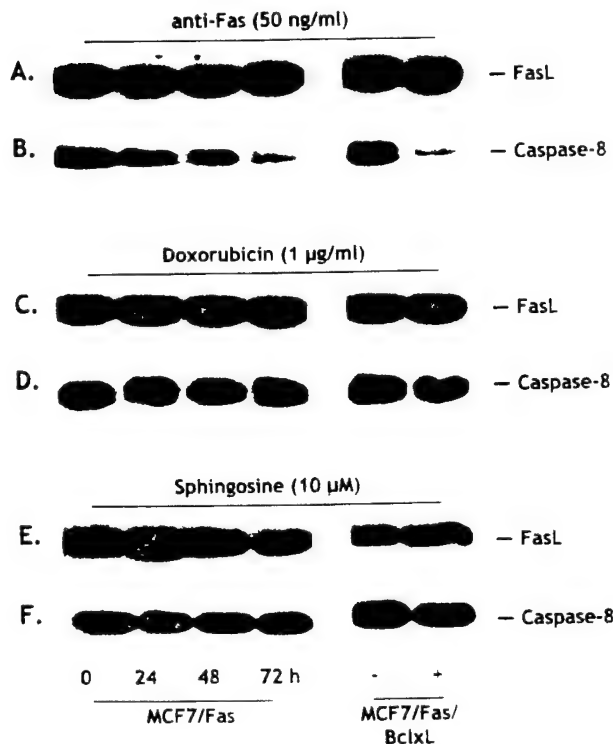 anti-Fas (50 ng/ml)
A. – FasL
B. – Caspase-8
Doxorubicin (1 µg/ml)
C. – FasL
D. – Caspase-8
Sphingosine (10 µM)
E. – FasL
F. – Caspase-8
0 24 48 72 h - +
MCF7/Fas MCF7/Fas/
BclxL